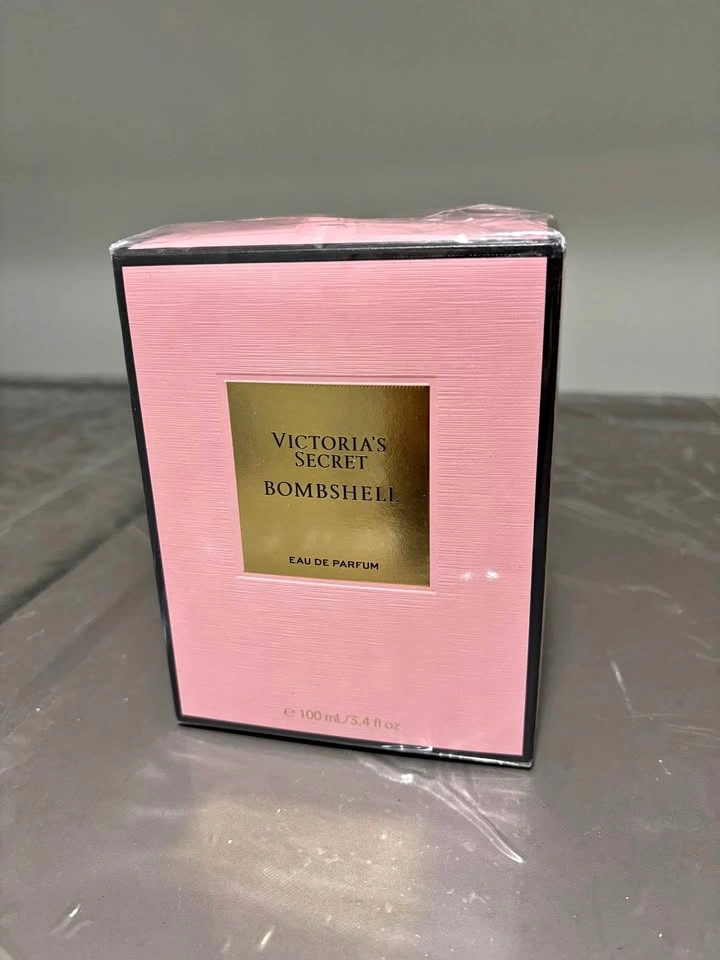 VICTORIA'S
SECRET
BOMBSHELL
EAU DE PARFUM
℮ 100 mL/3.4 fl oz